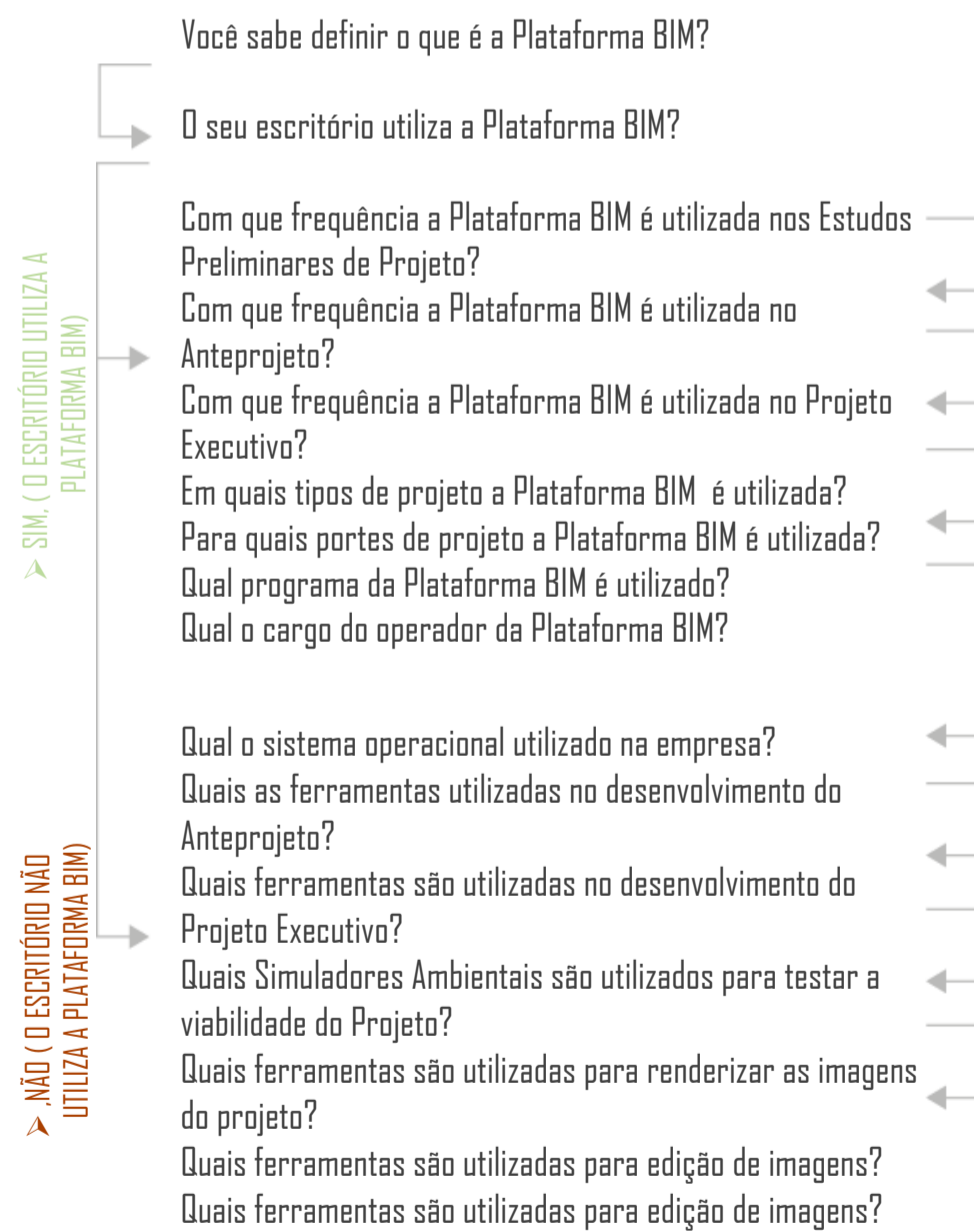 Você sabe definir o que é a Plataforma BIM?
O seu escritório utiliza a Plataforma BIM?
➤ SIM, ( O ESCRITÓRIO UTILIZA A
PLATAFORMA BIM)
Com que frequência a Plataforma BIM é utilizada nos Estudos
Preliminares de Projeto?
Com que frequência a Plataforma BIM é utilizada no
Anteprojeto?
Com que frequência a Plataforma BIM é utilizada no Projeto
Executivo?
Em quais tipos de projeto a Plataforma BIM  é utilizada?
Para quais portes de projeto a Plataforma BIM é utilizada?
Qual programa da Plataforma BIM é utilizado?
Qual o cargo do operador da Plataforma BIM?
➤ ,NÃO ( O ESCRITÓRIO NÃO
UTILIZA A PLATAFORMA BIM)
Qual o sistema operacional utilizado na empresa?
Quais as ferramentas utilizadas no desenvolvimento do
Anteprojeto?
Quais ferramentas são utilizadas no desenvolvimento do
Projeto Executivo?
Quais Simuladores Ambientais são utilizados para testar a
viabilidade do Projeto?
Quais ferramentas são utilizadas para renderizar as imagens
do projeto?
Quais ferramentas são utilizadas para edição de imagens?
Quais ferramentas são utilizadas para edição de imagens?